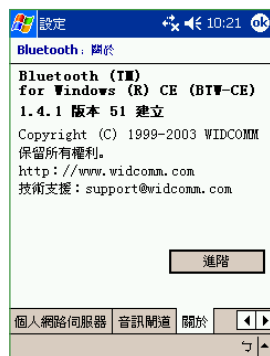 設定 10:21 ok
Bluetooth：關於
Bluetooth (TM)
for Windows (R) CE (BTW-CE)
1.4.1 版本 51 建立
Copyright (C) 1999-2003 WIDCOMM
保留所有權利。
http：//www.widcomm.com
技術支援：support@widcomm.com
進階
個人網路伺服器 音訊閘道 關於
ㄅ